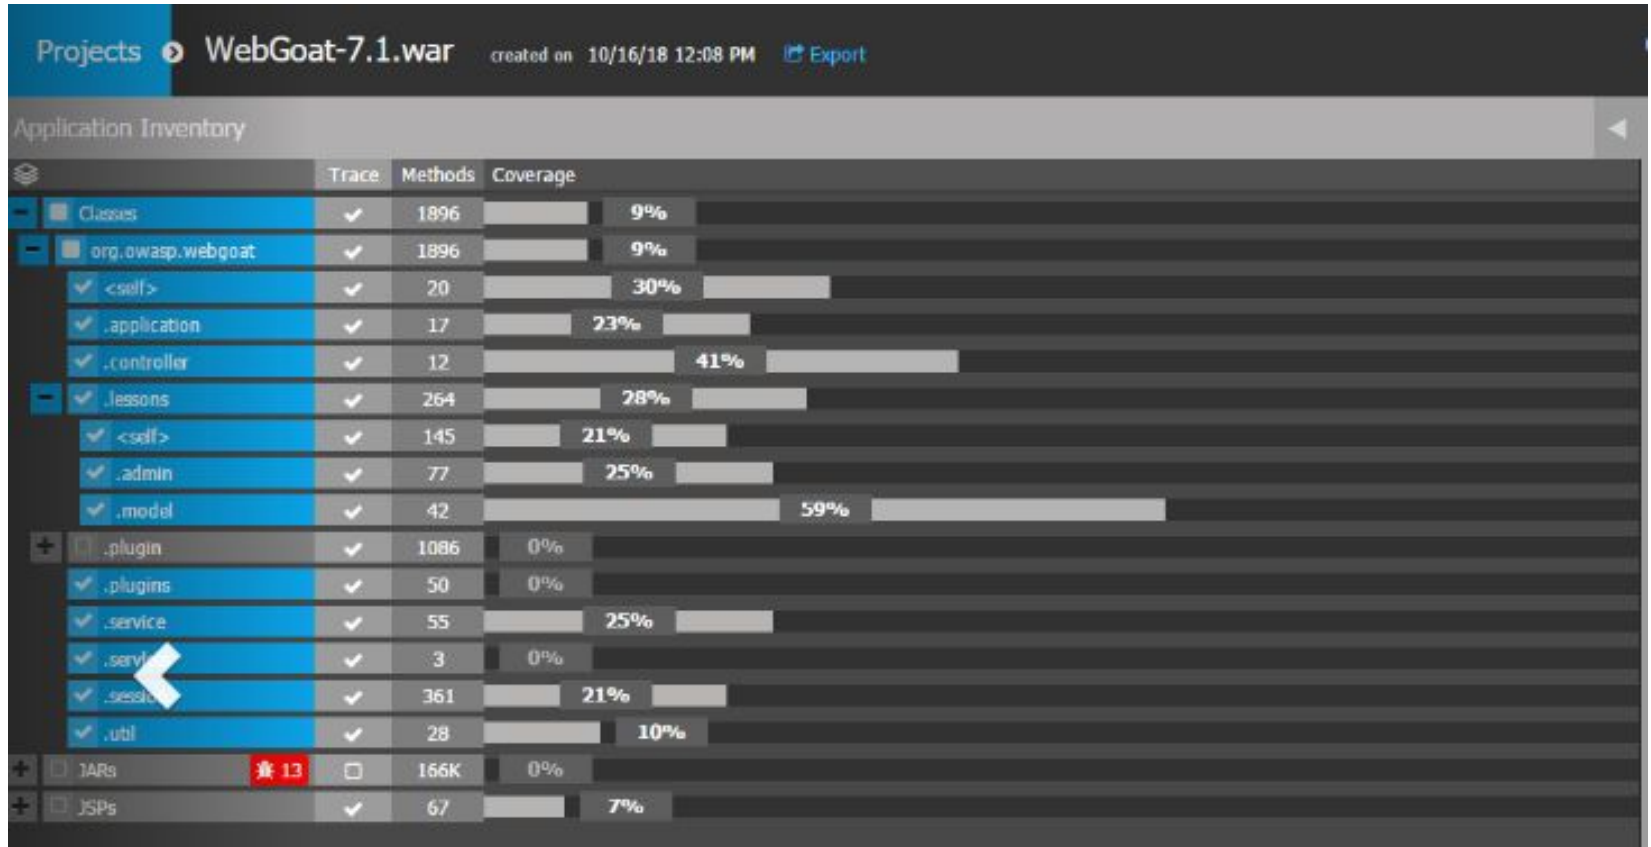 Projects WebGoat-7.1.war created on 10/16/18 12:08 PM Export
Application Inventory
Trace Methods Coverage
Classes 1896 9%
org.owasp.webgoat 1896 9%
<self> 20 30%
.application 17 23%
.controller 12 41%
.lessons 264 28%
<self> 145 21%
.admin 77 25%
.model 42 59%
.plugin 1086 0%
.plugins 50 0%
.service 55 25%
3 0%
361 21%
.util 28 10%
JARs 13 166K 0%
JSPs 67 7%